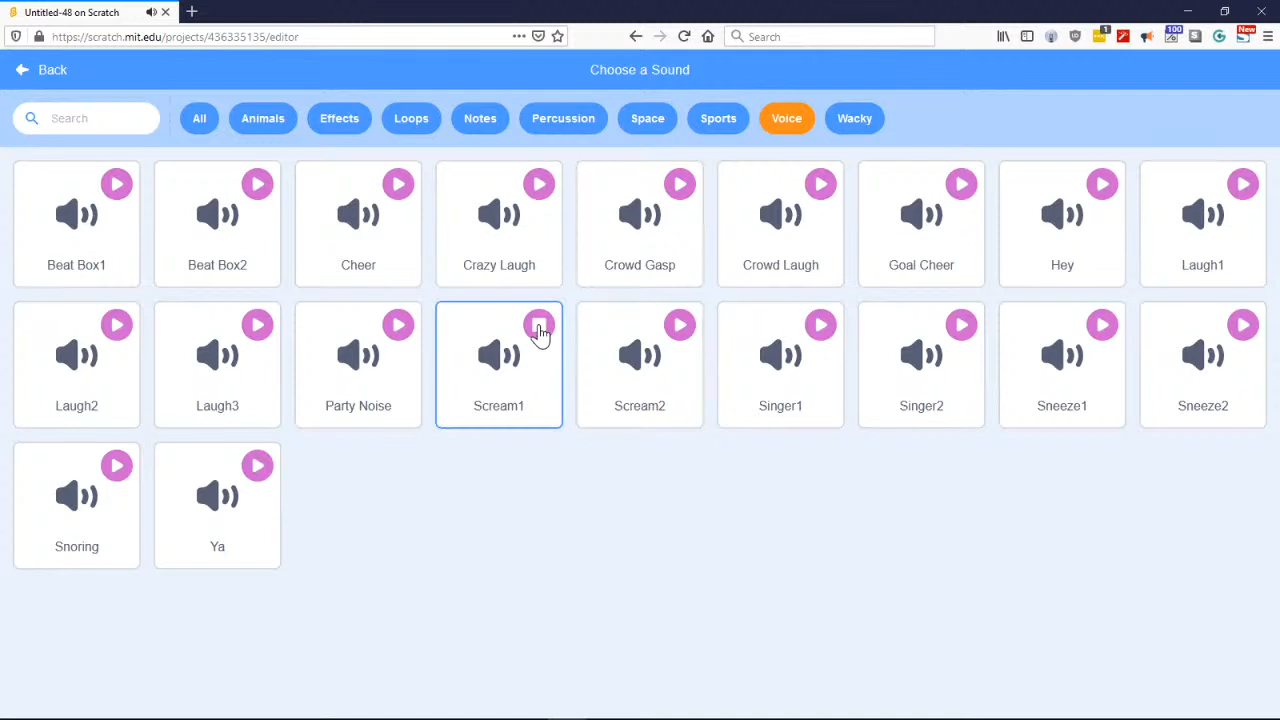 Untitled-48 on Scratch
https://scratch.mit.edu/projects/436335135/editor
Search
1
100
New
Back
Choose a Sound
Search
All
Animals
Effects
Loops
Notes
Percussion
Space
Sports
Voice
Wacky
Beat Box1
Beat Box2
Cheer
Crazy Laugh
Crowd Gasp
Crowd Laugh
Goal Cheer
Hey
Laugh1
Laugh2
Laugh3
Party Noise
Scream1
Scream2
Singer1
Singer2
Sneeze1
Sneeze2
Snoring
Ya